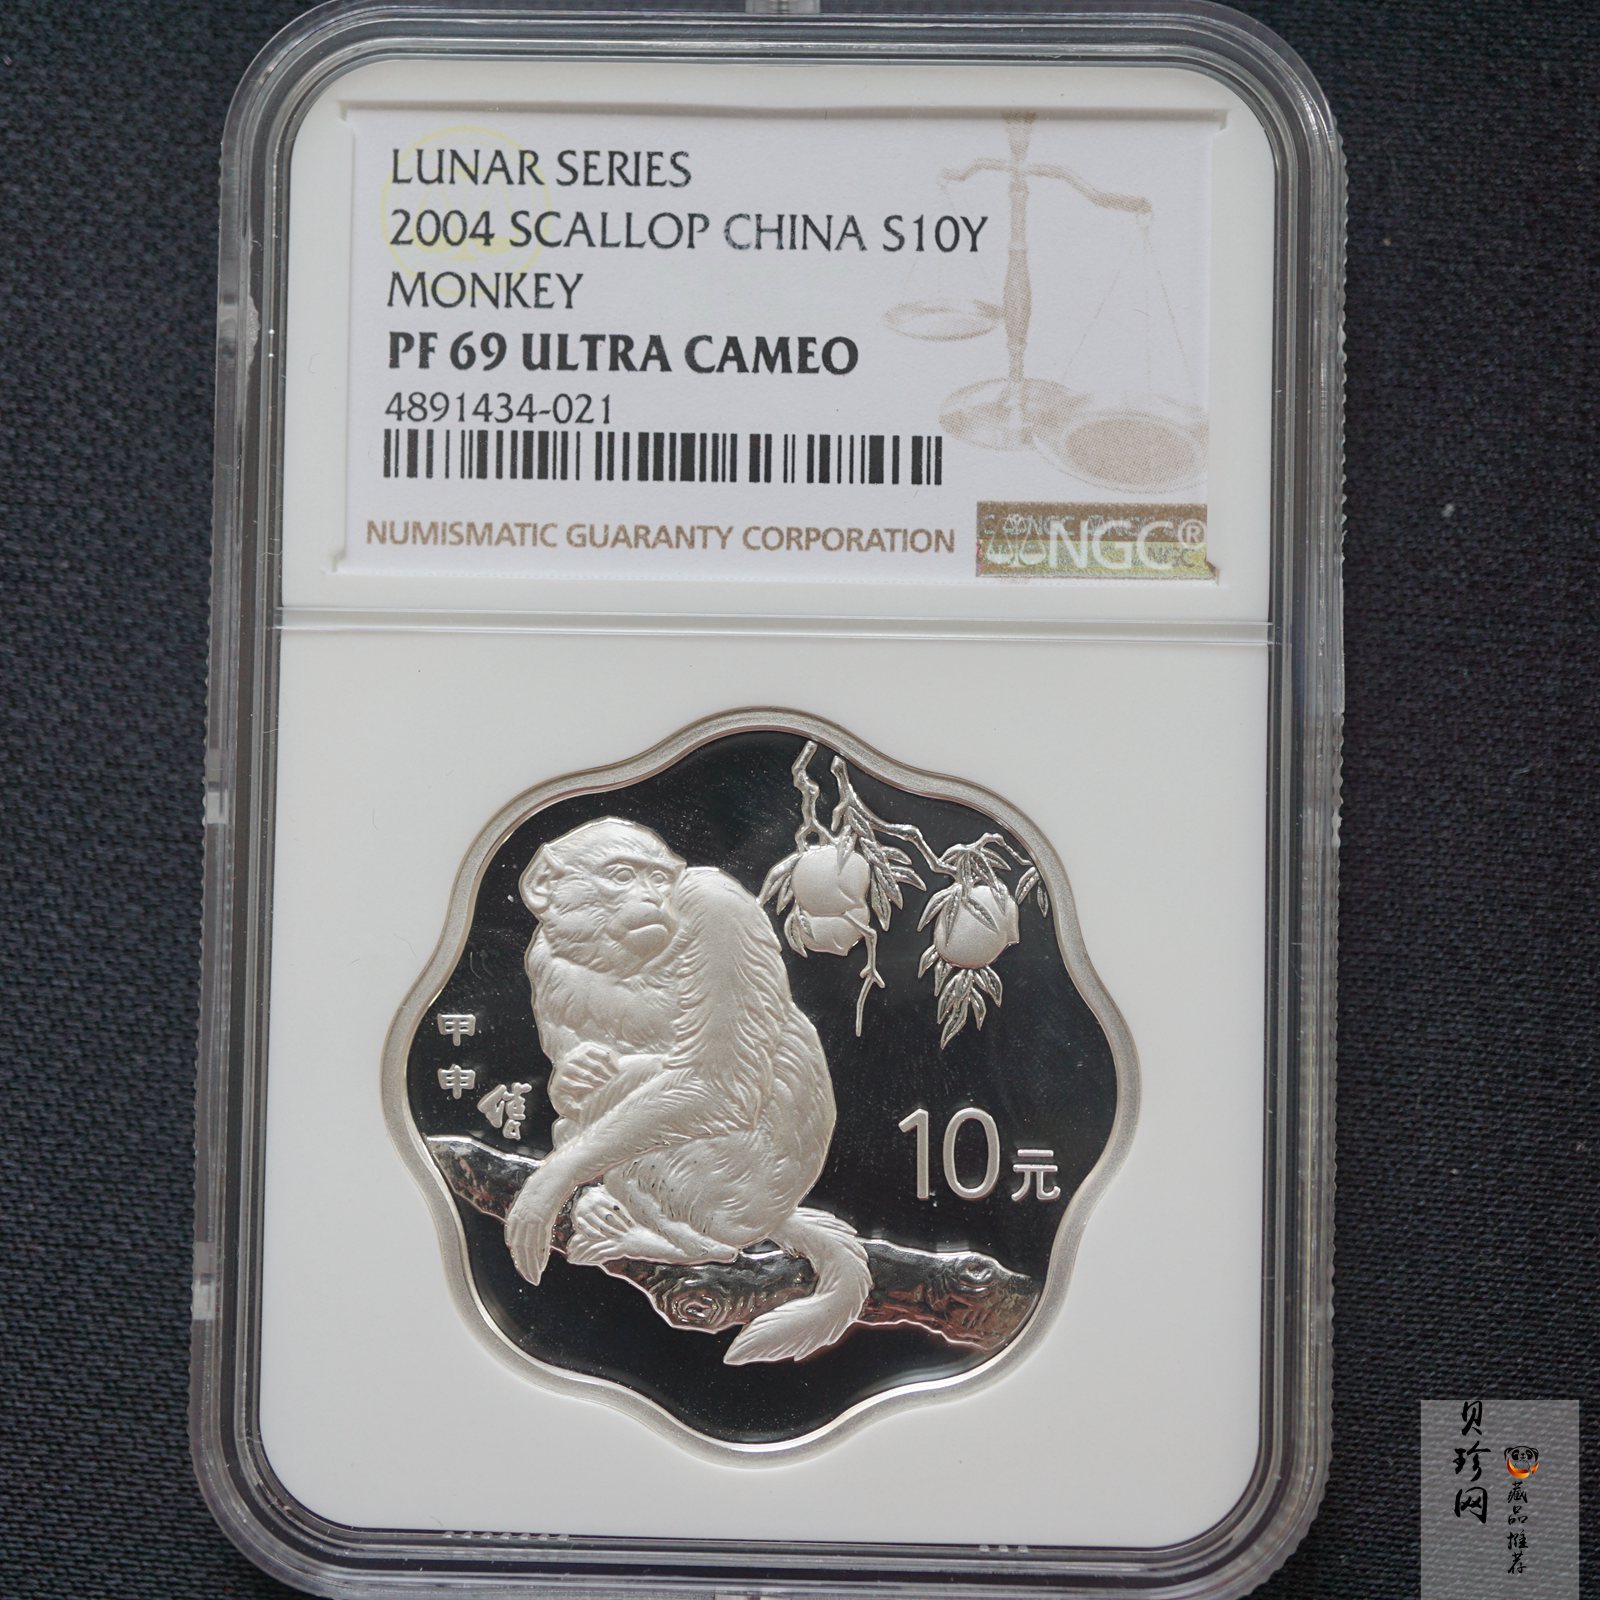 LUNAR SERIES
2004 SCALLOP CHINA S10Y
MONKEY
PF 69 ULTRA CAMEO
4891434-021
NUMISMATIC GUARANTY CORPORATION
NGC®
甲申
10元
贝珍网
藏品推荐